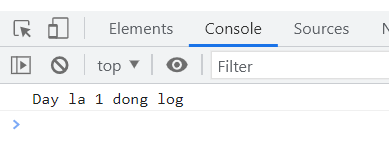 Elements Console Sources
top ▼ Filter
Day la 1 dong log
>